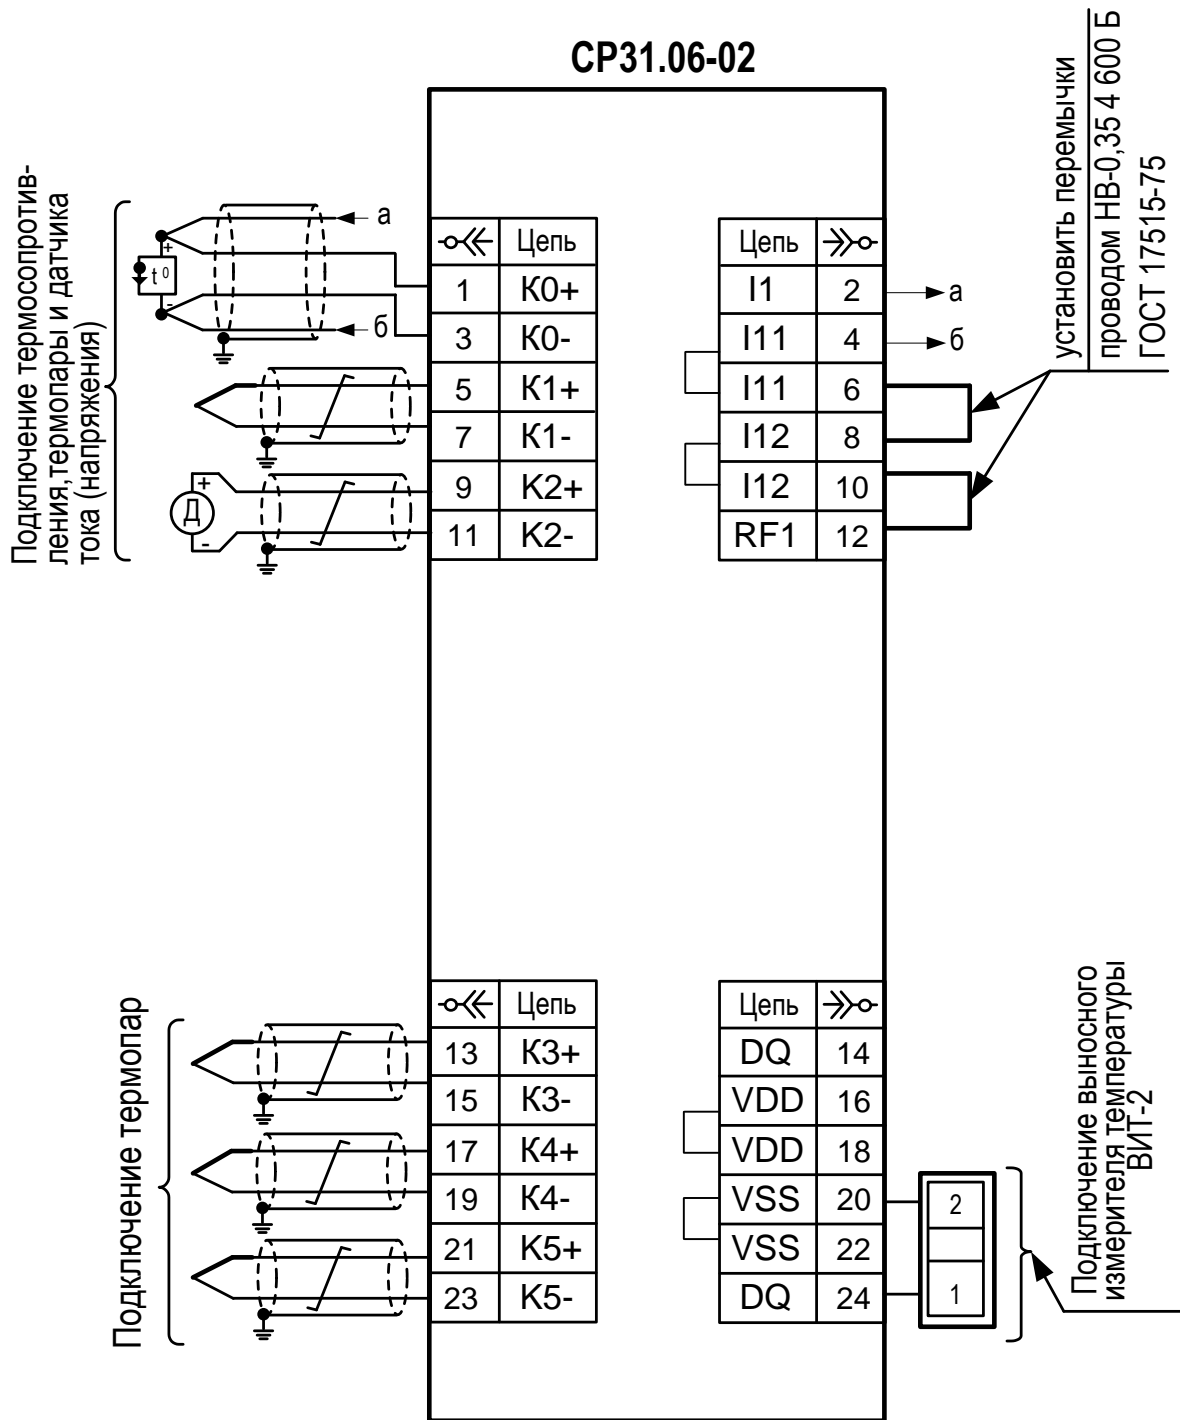 СР31.06-02
Подключение термосопротив-
ления,термопары и датчика
тока (напряжения)
+
t 0
-
а
б
+
Д
-
Цепь
1 К0+
3 К0-
5 К1+
7 К1-
9 К2+
11 К2-
Цепь
I1 2
I11 4
I11 6
I12 8
I12 10
RF1 12
а
б
установить перемычки
проводом НВ-0,35 4 600 Б
ГОСТ 17515-75
Подключение термопар
Цепь
13 К3+
15 К3-
17 К4+
19 К4-
21 К5+
23 К5-
Цепь
DQ 14
VDD 16
VDD 18
VSS 20
VSS 22
DQ 24
2
1
Подключение выносного
измерителя температуры
ВИТ-2